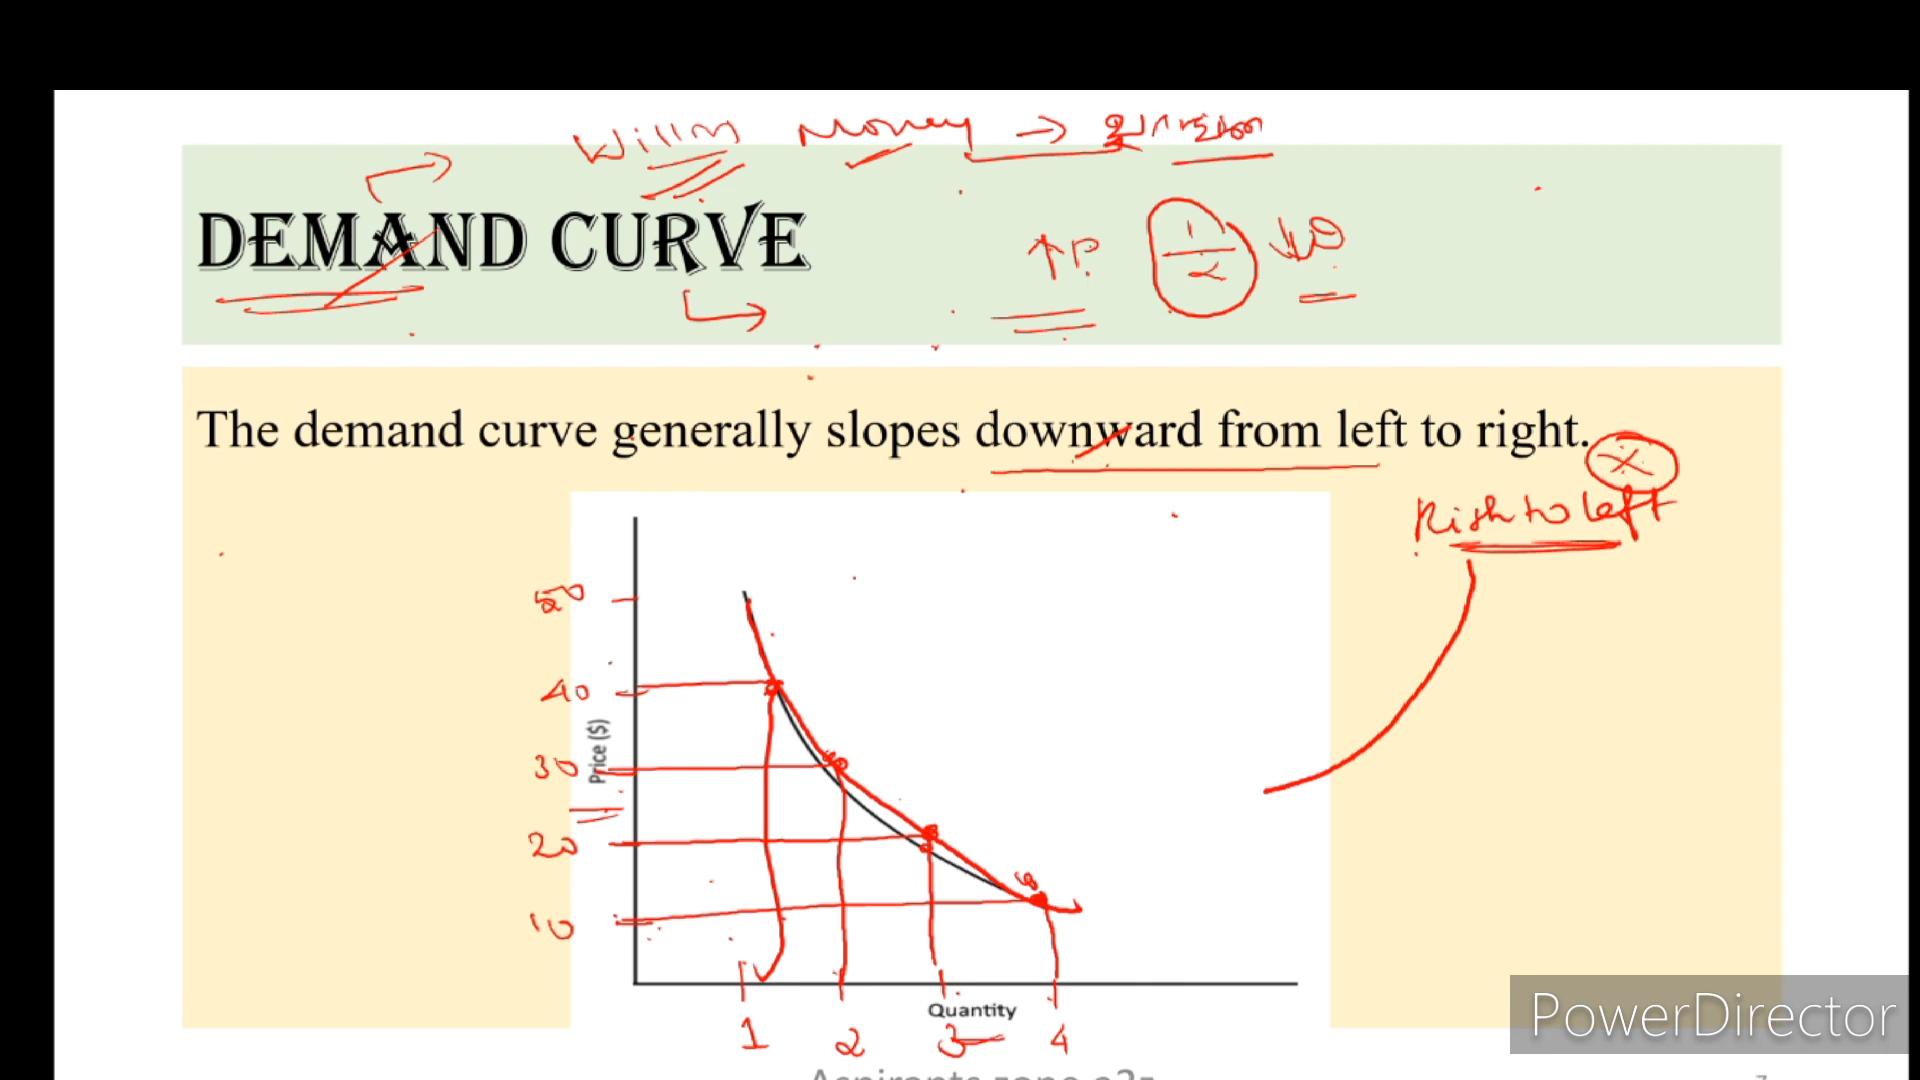 Willing Money →
DEMAND CURVE
↑P 1/α ↓D
The demand curve generally slopes downward from left to right.
X
Right to left
50
40
30
20
10
Price ($)
Quantity
1 2 3 4
PowerDirector